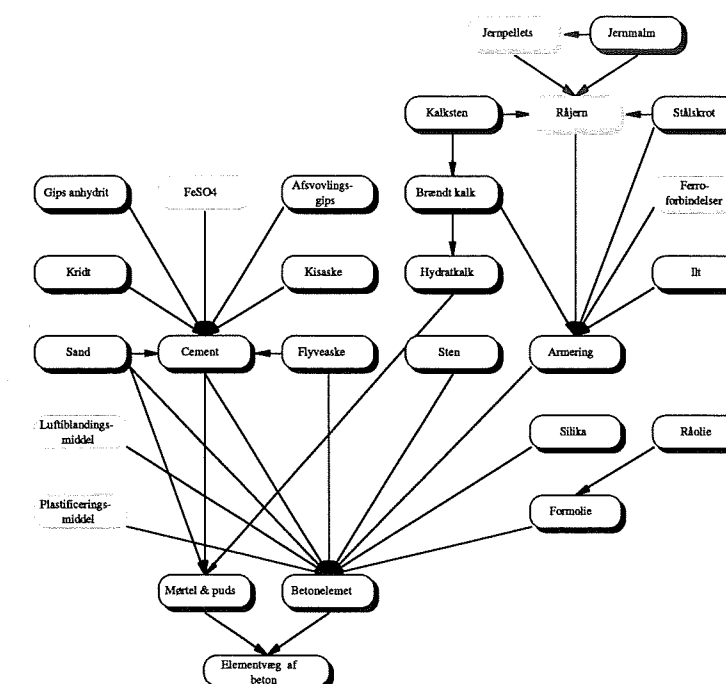 Jernpellets
Jernmalm
Kalksten
Råjern
Stålskrot
Gips anhydrit
FeSO4
Afsvovlings-
gips
Brændt kalk
Ferro-
forbindelser
Kridt
Kisaske
Hydratkalk
Ilt
Sand
Cement
Flyveaske
Sten
Armering
Luftiblandings-
middel
Silika
Råolie
Plastificerings-
middel
Formolie
Mørtel & puds
Betonelemet
Elementvæg af
beton